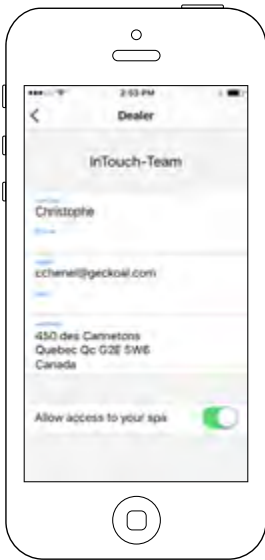 2:53 PM
Dealer
InTouch-Team
Christophe
cchenel@geckoal.com
450 des Canetons
Quebec Qc G2E 5W6
Canada
Allow access to your spa